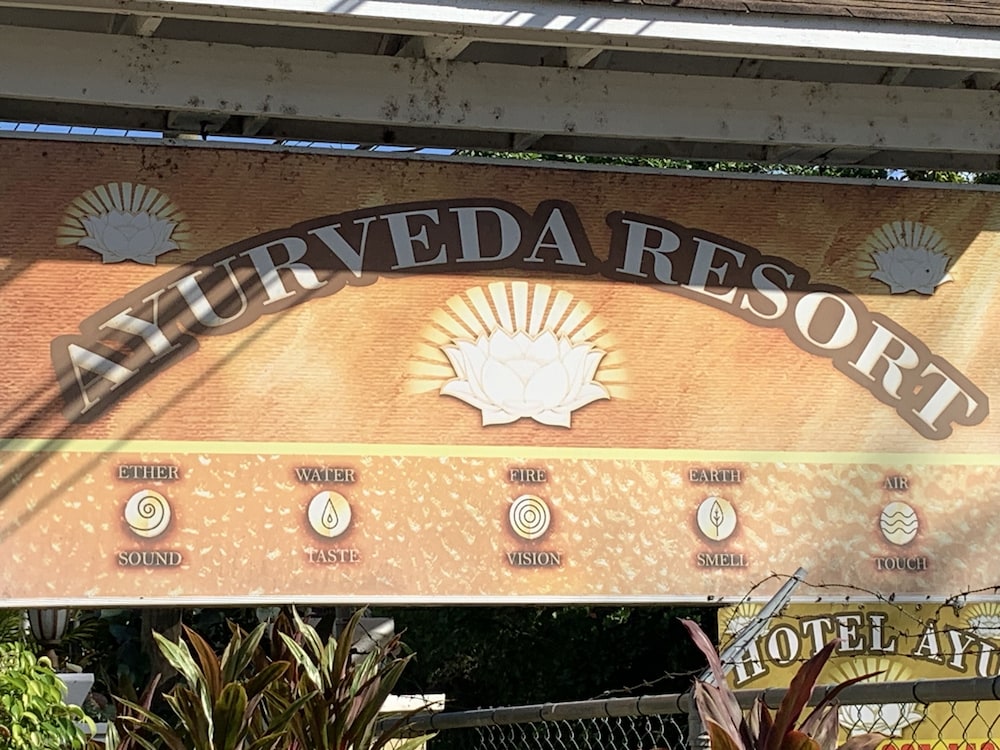 AYURVEDA RESORT
ETHER WATER FIRE EARTH AIR
SOUND TASTE VISION SMELL TOUCH
HOTEL AYU